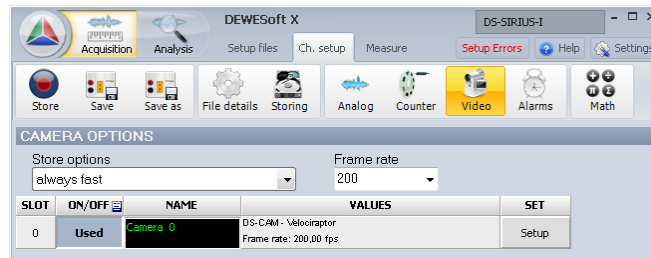 DEWESoft X
DS-SIRIUS-I
Acquisition Analysis Setup files Ch. setup Measure Setup Errors Help Settings
Store Save Save as File details Storing Analog Counter Video Alarms Math
CAMERA OPTIONS
Store options Frame rate
always fast 200
SLOT ON/OFF NAME VALUES SET
0 Used Camera 0 DS-CAM - Velociraptor Setup
Frame rate: 200,00 fps